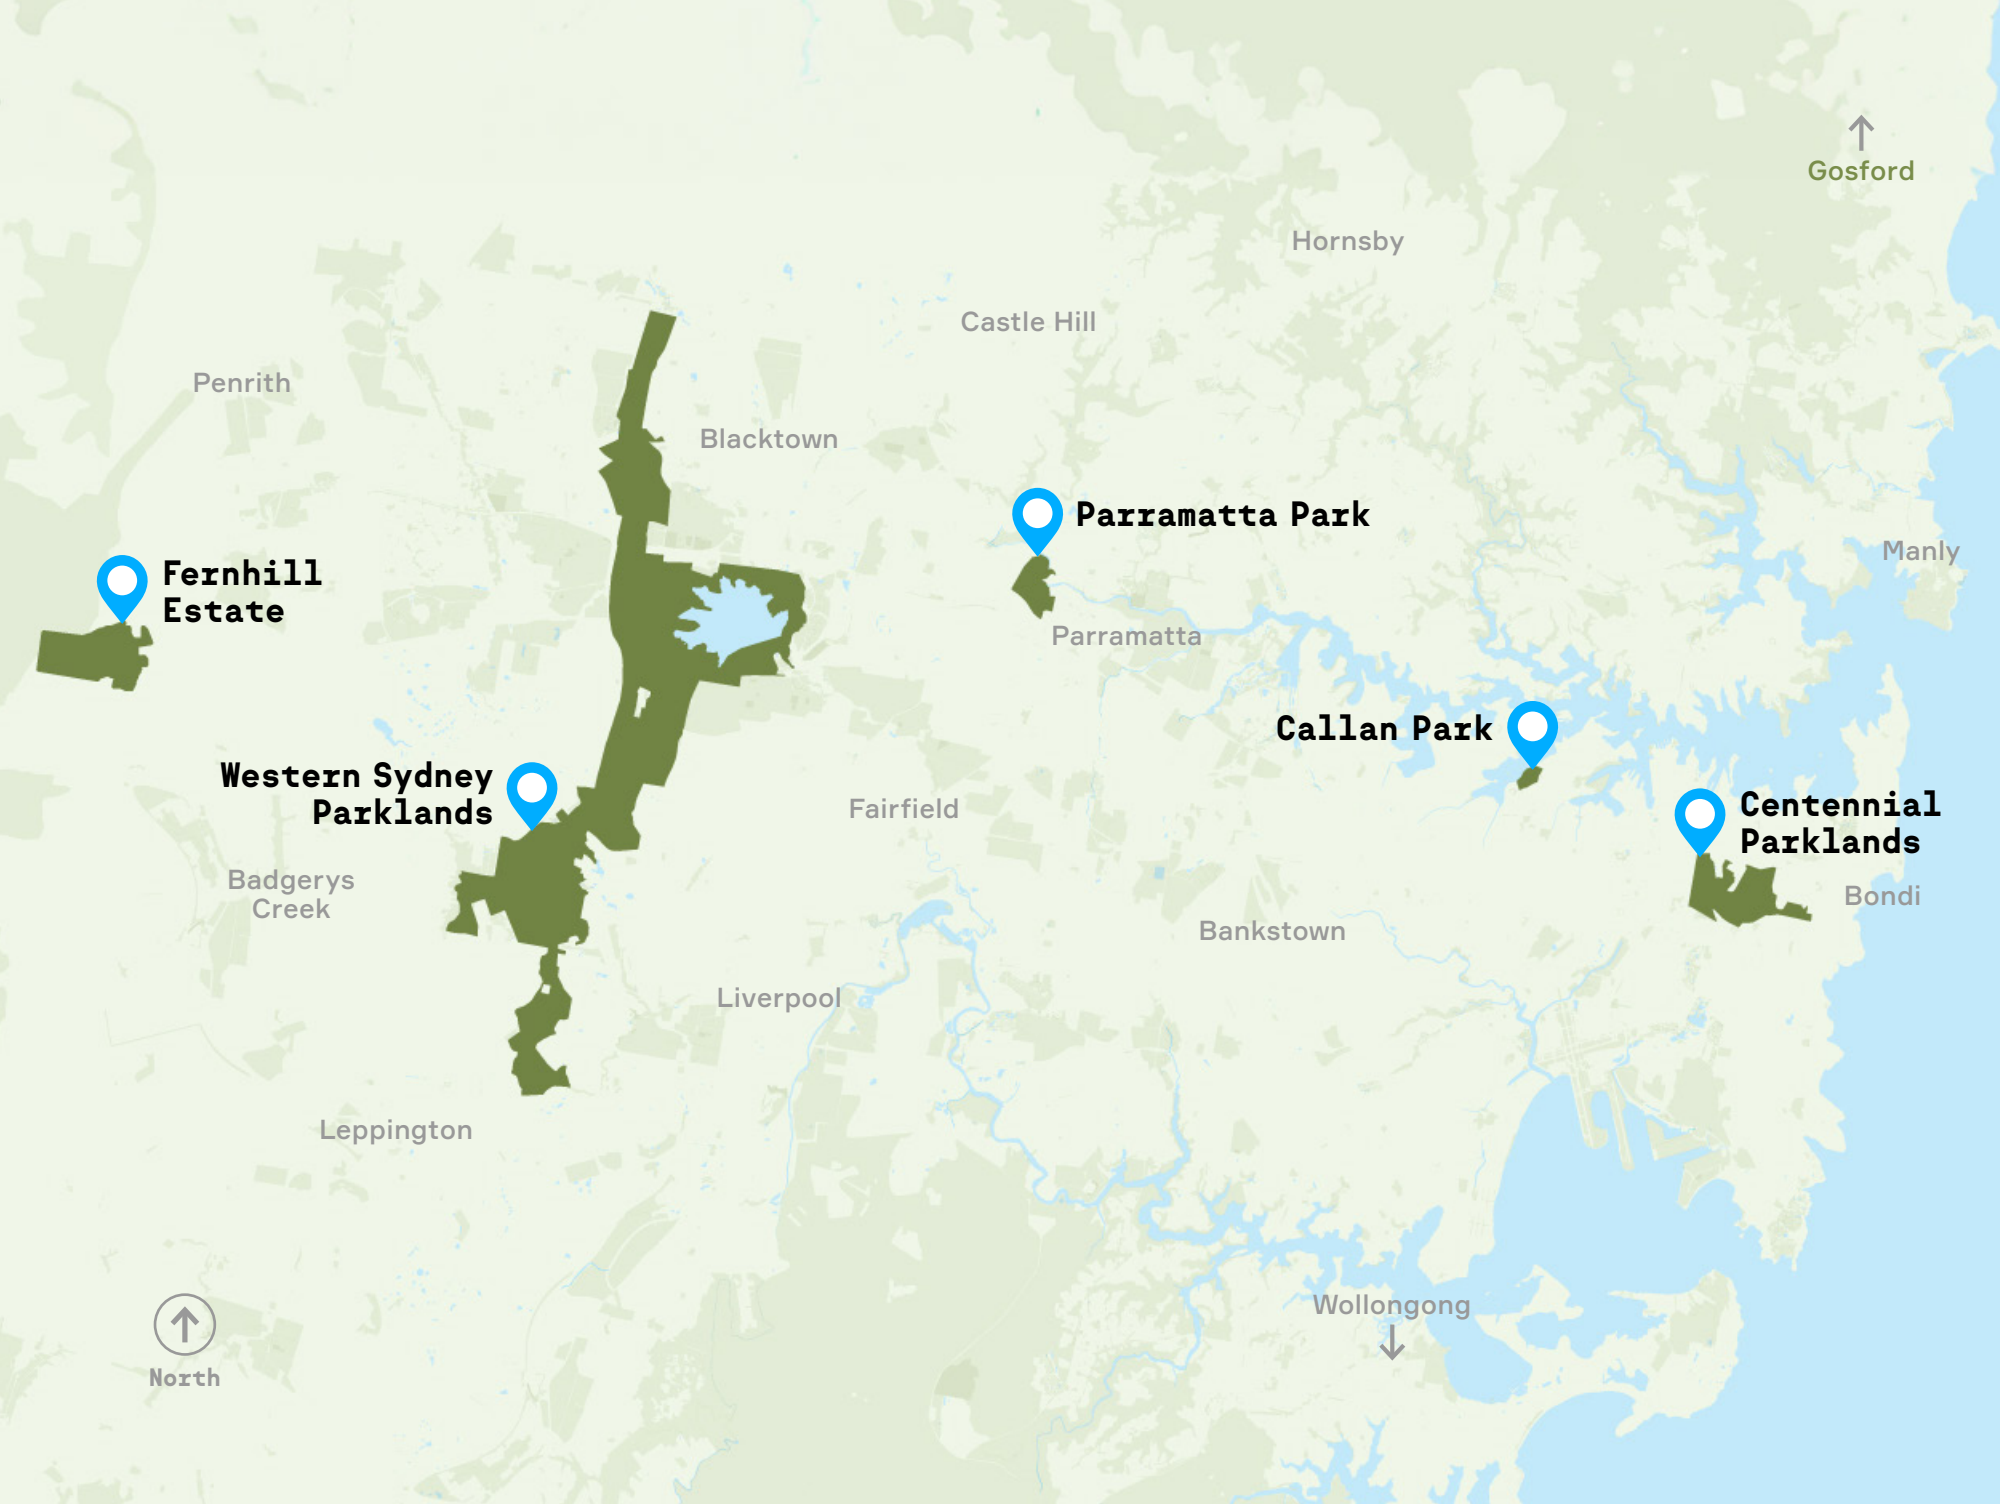 Gosford
Hornsby
Castle Hill
Penrith
Blacktown
Parramatta Park
Manly
Fernhill
Estate
Parramatta
Callan Park
Western Sydney
Parklands
Fairfield
Centennial
Parklands
Badgerys
Creek
Bondi
Bankstown
Liverpool
Leppington
Wollongong
North